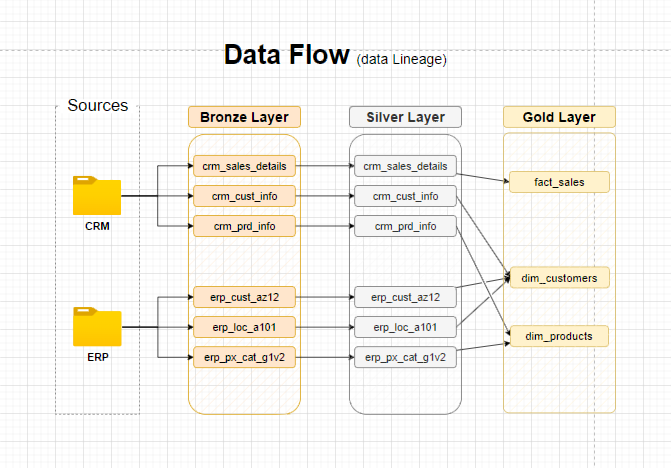 Data Flow (data Lineage)
Sources
Bronze Layer
Silver Layer
Gold Layer
CRM
crm_sales_details
crm_cust_info
crm_prd_info
crm_sales_details
crm_cust_info
crm_prd_info
fact_sales
dim_customers
dim_products
ERP
erp_cust_az12
erp_loc_a101
erp_px_cat_g1v2
erp_cust_az12
erp_loc_a101
erp_px_cat_g1v2